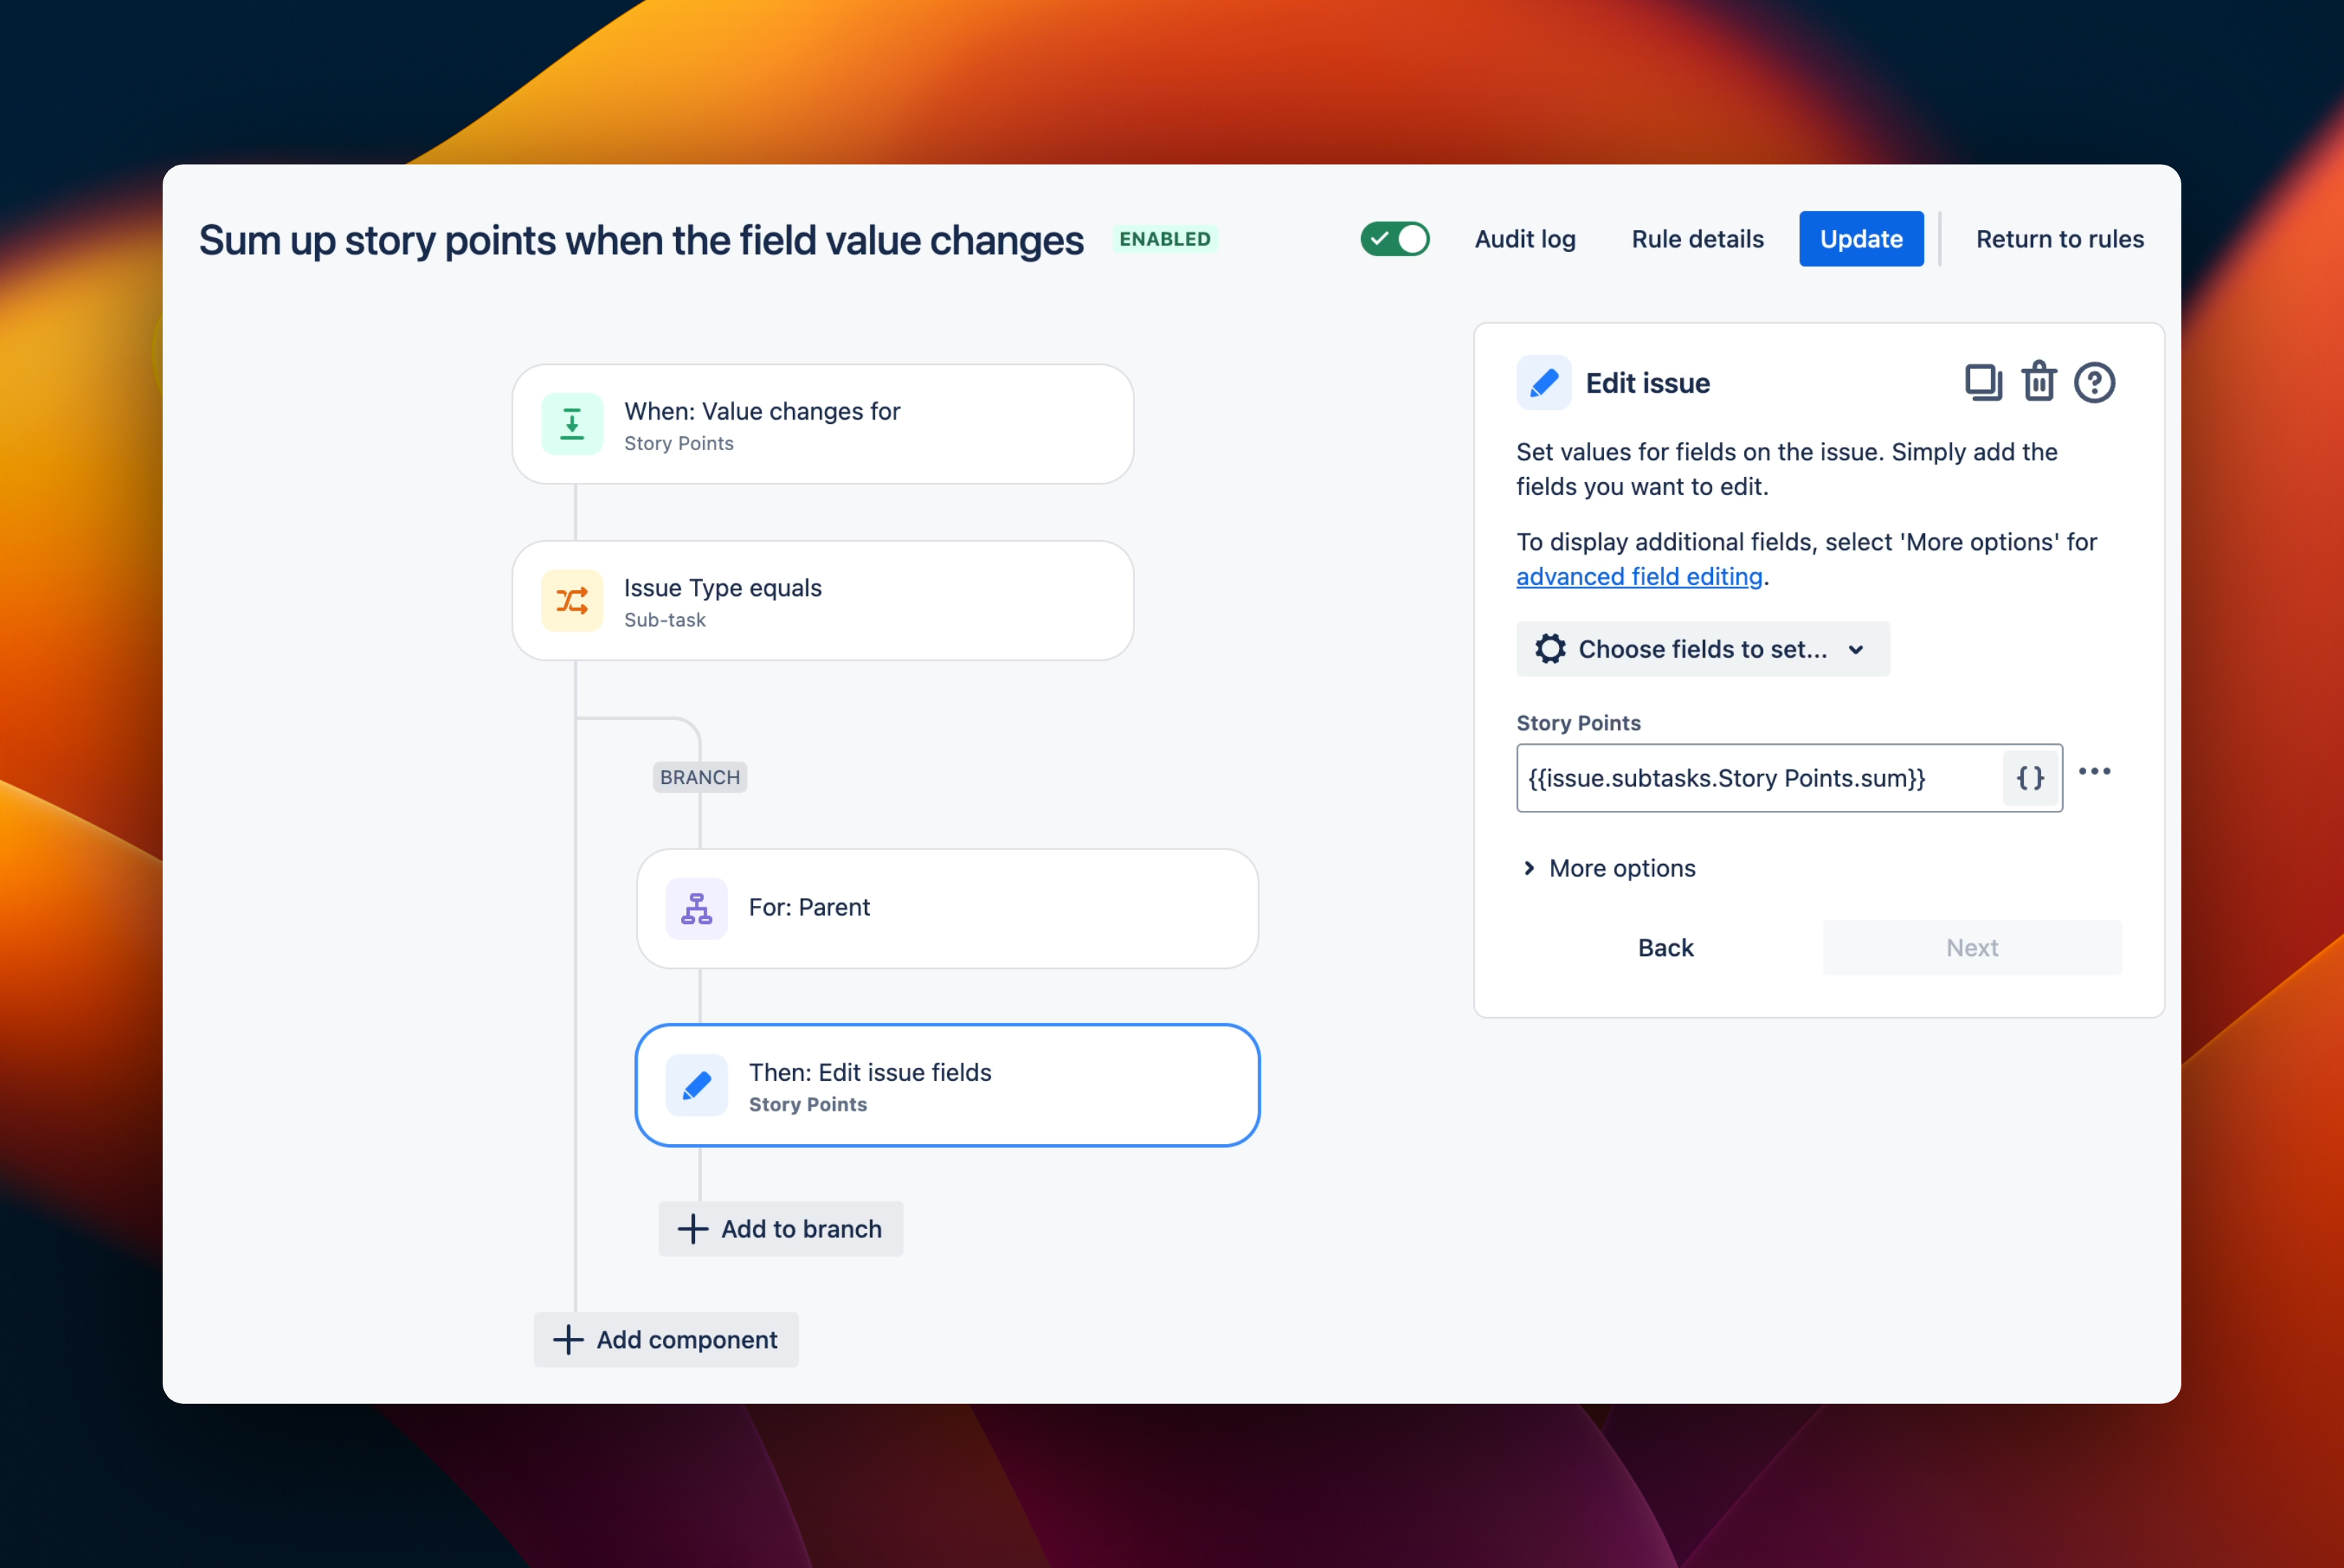 Sum up story points when the field value changes
ENABLED
Audit log
Rule details
Update
Return to rules
When: Value changes for
Story Points
Issue Type equals
Sub-task
BRANCH
For: Parent
Then: Edit issue fields
Story Points
Add to branch
Add component
Edit issue
Set values for fields on the issue. Simply add the
fields you want to edit.
To display additional fields, select 'More options' for
advanced field editing.
Choose fields to set...
Story Points
{{issue.subtasks.Story Points.sum}}
{}
More options
Back
Next